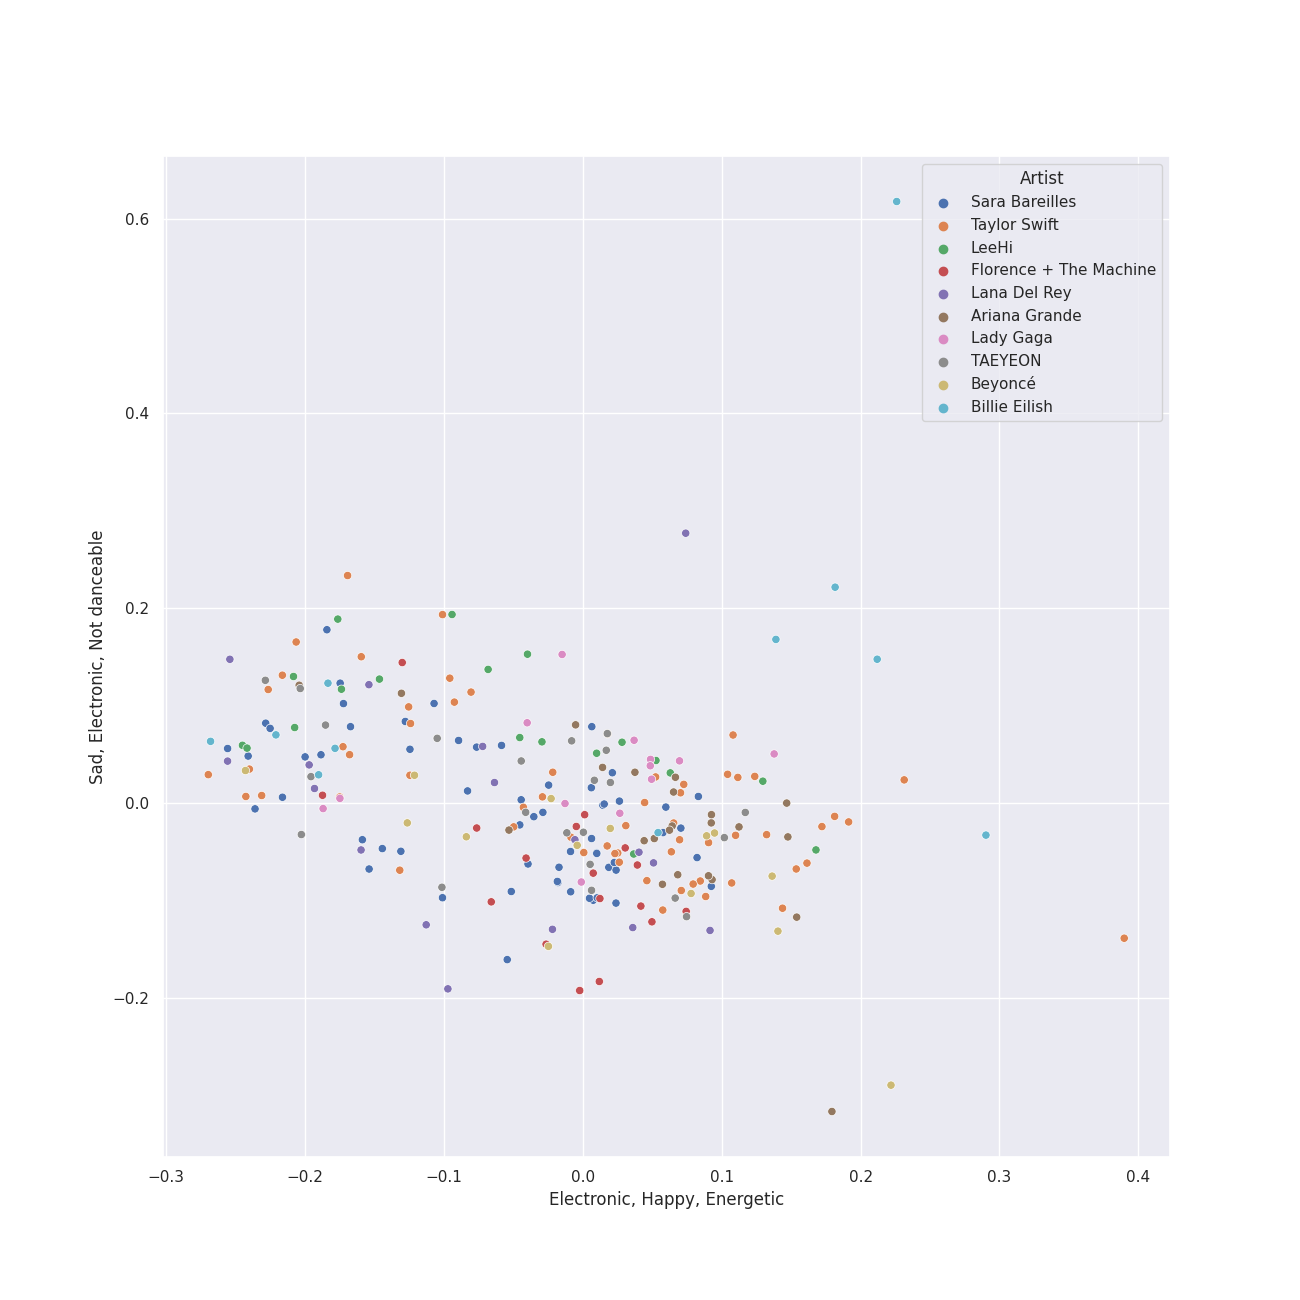 Artist
Sara Bareilles
Taylor Swift
LeeHi
Florence + The Machine
Lana Del Rey
Ariana Grande
Lady Gaga
TAEYEON
Beyoncé
Billie Eilish
0.6
0.4
0.2
0.0
−0.2
Sad, Electronic, Not danceable
−0.3 −0.2 −0.1 0.0 0.1 0.2 0.3 0.4
Electronic, Happy, Energetic